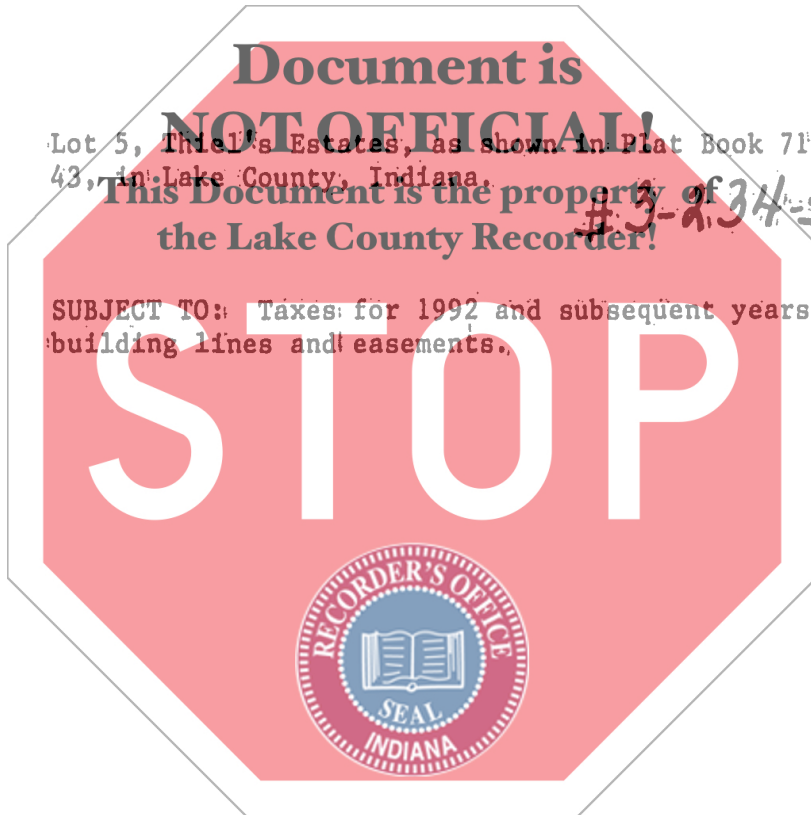 Document is
NOT OFFICIAL!
Lot 5, Thiel's Estates, as shown in Plat Book 71
43, in Lake County, Indiana.
This Document is the property of
#3-234-
the Lake County Recorder!
SUBJECT TO: Taxes for 1992 and subsequent years
building lines and easements.
STOP
RECORDER'S OFFICE
SEAL
INDIANA